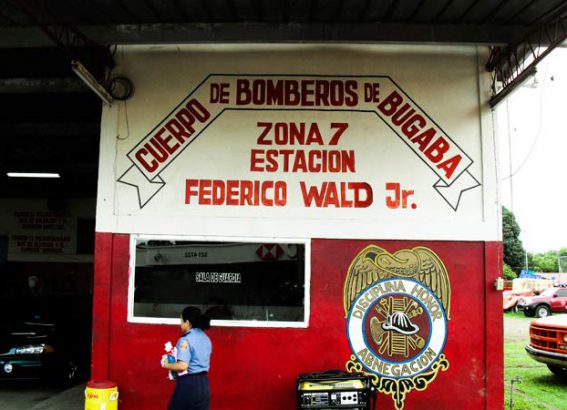 CUERPO DE BOMBEROS DE BUGABA
ZONA 7
ESTACION
FEDERICO WALD Jr.
SALA DE GUARDIA
DISCIPLINA HONOR
ABNEGACION